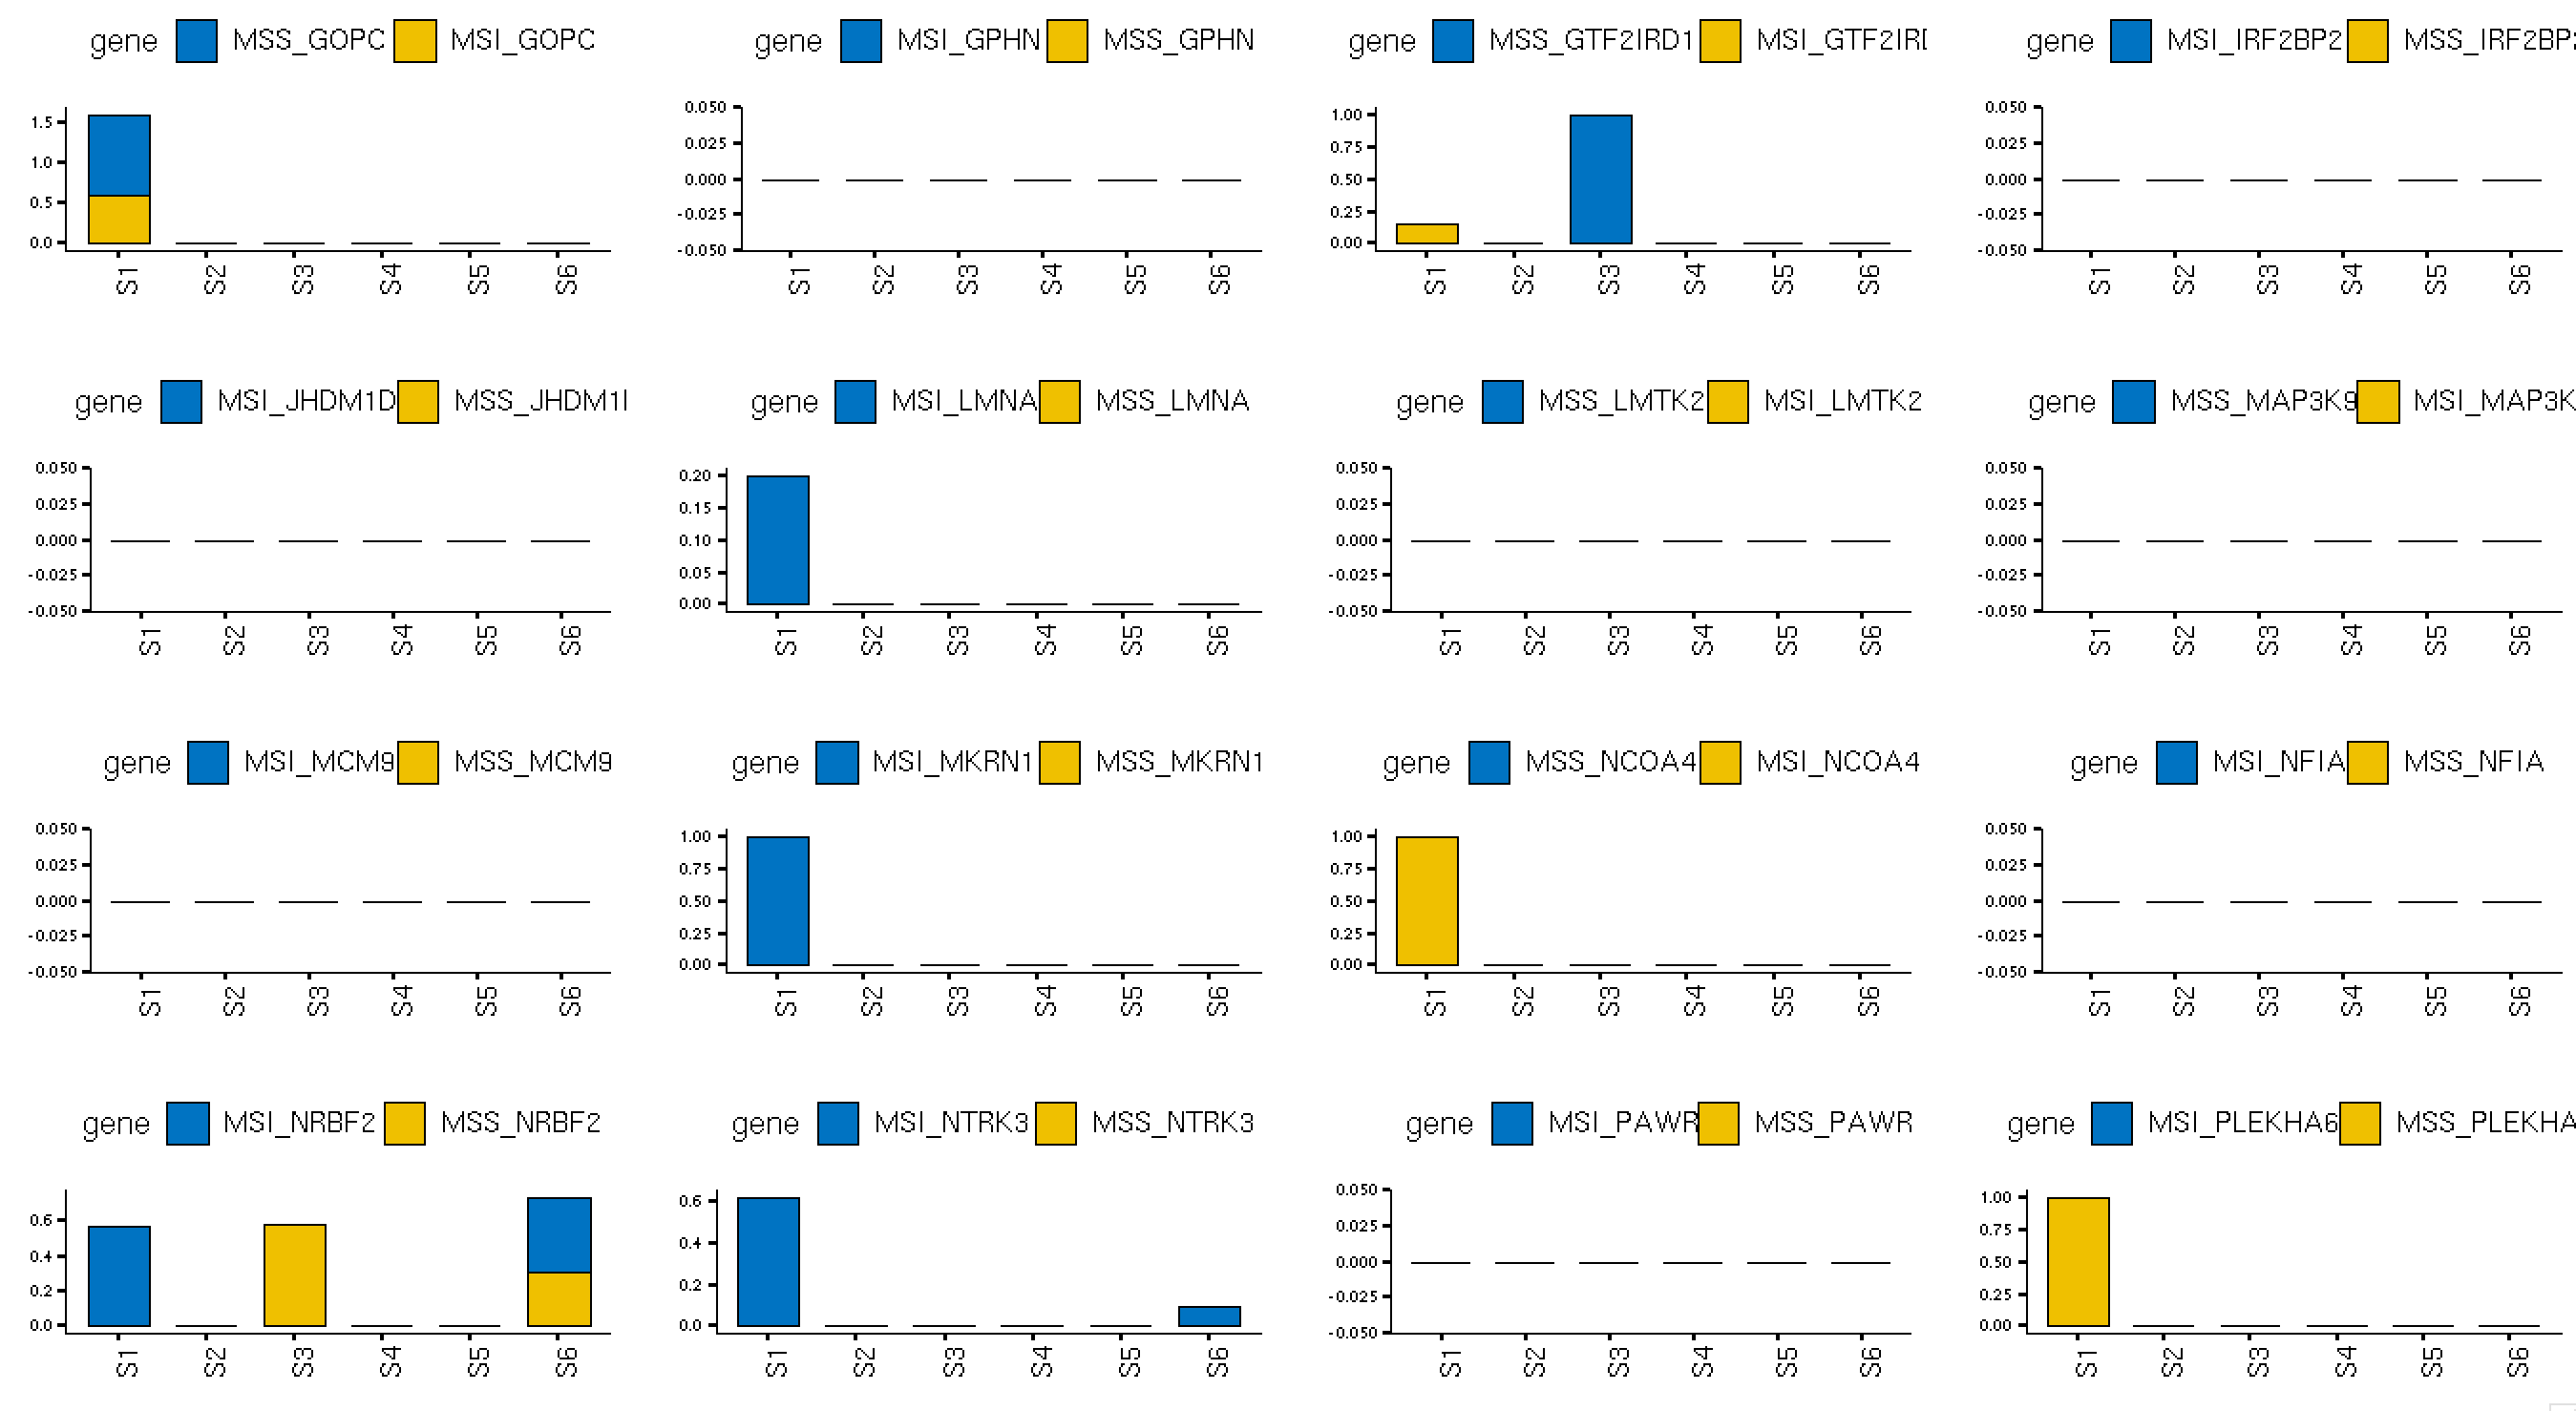 gene MSS_GOPC MSI_GOPC
1.5
1.0
0.5
0.0
S1 S2 S3 S4 S5 S6
gene MSI_GPHN MSS_GPHN
0.050
0.025
0.000
-0.025
-0.050
S1 S2 S3 S4 S5 S6
gene MSS_GTF2IRD1 MSI_GTF2IRI
1.00
0.75
0.50
0.25
0.00
S1 S2 S3 S4 S5 S6
gene MSI_IRF2BP2 MSS_IRF2BP2
0.050
0.025
0.000
-0.025
-0.050
S1 S2 S3 S4 S5 S6
gene MSI_JHDM1D MSS_JHDM1I
0.050
0.025
0.000
-0.025
-0.050
S1 S2 S3 S4 S5 S6
gene MSI_LMNA MSS_LMNA
0.20
0.15
0.10
0.05
0.00
S1 S2 S3 S4 S5 S6
gene MSS_LMTK2 MSI_LMTK2
0.050
0.025
0.000
-0.025
-0.050
S1 S2 S3 S4 S5 S6
gene MSS_MAP3K9 MSI_MAP3K
0.050
0.025
0.000
-0.025
-0.050
S1 S2 S3 S4 S5 S6
gene MSI_MCM9 MSS_MCM9
0.050
0.025
0.000
-0.025
-0.050
S1 S2 S3 S4 S5 S6
gene MSI_MKRN1 MSS_MKRN1
1.00
0.75
0.50
0.25
0.00
S1 S2 S3 S4 S5 S6
gene MSS_NCOA4 MSI_NCOA4
1.00
0.75
0.50
0.25
0.00
S1 S2 S3 S4 S5 S6
gene MSI_NFIA MSS_NFIA
0.050
0.025
0.000
-0.025
-0.050
S1 S2 S3 S4 S5 S6
gene MSI_NRBF2 MSS_NRBF2
0.6
0.4
0.2
0.0
S1 S2 S3 S4 S5 S6
gene MSI_NTRK3 MSS_NTRK3
0.6
0.4
0.2
0.0
S1 S2 S3 S4 S5 S6
gene MSI_PAWR MSS_PAWR
0.050
0.025
0.000
-0.025
-0.050
S1 S2 S3 S4 S5 S6
gene MSI_PLEKHA6 MSS_PLEKHA
1.00
0.75
0.50
0.25
0.00
S1 S2 S3 S4 S5 S6